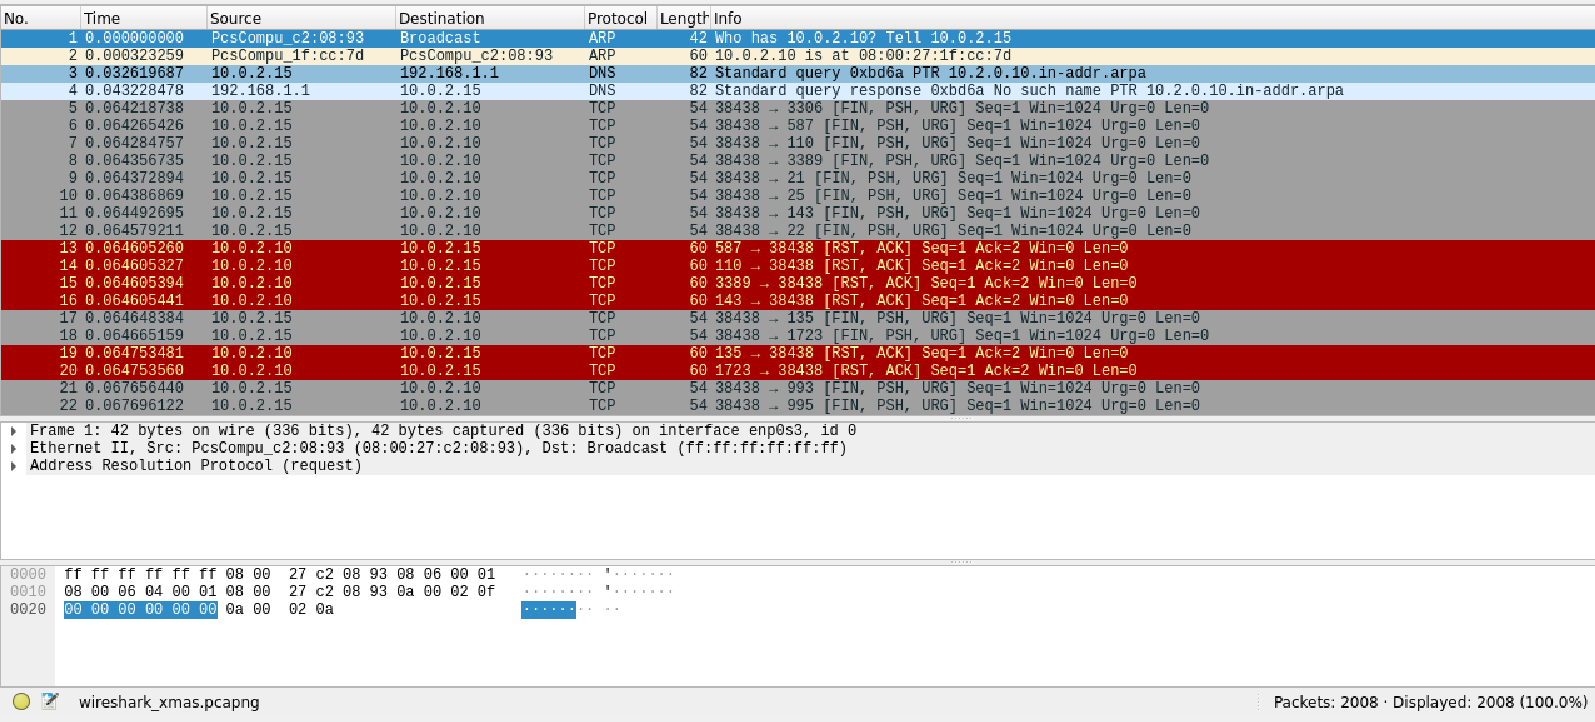 No. Time Source Destination Protocol Length Info
1 0.000000000 PcsCompu_c2:08:93 Broadcast ARP 42 Who has 10.0.2.10? Tell 10.0.2.15
2 0.000323259 PcsCompu_1f:cc:7d PcsCompu_c2:08:93 ARP 60 10.0.2.10 is at 08:00:27:1f:cc:7d
3 0.032619687 10.0.2.15 192.168.1.1 DNS 82 Standard query 0xbd6a PTR 10.2.0.10.in-addr.arpa
4 0.043228478 192.168.1.1 10.0.2.15 DNS 82 Standard query response 0xbd6a No such name PTR 10.2.0.10.in-addr.arpa
5 0.064218738 10.0.2.15 10.0.2.10 TCP 54 38438 → 3306 [FIN, PSH, URG] Seq=1 Win=1024 Urg=0 Len=0
6 0.064265426 10.0.2.15 10.0.2.10 TCP 54 38438 → 587 [FIN, PSH, URG] Seq=1 Win=1024 Urg=0 Len=0
7 0.064284757 10.0.2.15 10.0.2.10 TCP 54 38438 → 110 [FIN, PSH, URG] Seq=1 Win=1024 Urg=0 Len=0
8 0.064356735 10.0.2.15 10.0.2.10 TCP 54 38438 → 3389 [FIN, PSH, URG] Seq=1 Win=1024 Urg=0 Len=0
9 0.064372894 10.0.2.15 10.0.2.10 TCP 54 38438 → 21 [FIN, PSH, URG] Seq=1 Win=1024 Urg=0 Len=0
10 0.064386869 10.0.2.15 10.0.2.10 TCP 54 38438 → 25 [FIN, PSH, URG] Seq=1 Win=1024 Urg=0 Len=0
11 0.064492695 10.0.2.15 10.0.2.10 TCP 54 38438 → 143 [FIN, PSH, URG] Seq=1 Win=1024 Urg=0 Len=0
12 0.064579211 10.0.2.15 10.0.2.10 TCP 54 38438 → 22 [FIN, PSH, URG] Seq=1 Win=1024 Urg=0 Len=0
13 0.064605260 10.0.2.10 10.0.2.15 TCP 60 587 → 38438 [RST, ACK] Seq=1 Ack=2 Win=0 Len=0
14 0.064605327 10.0.2.10 10.0.2.15 TCP 60 110 → 38438 [RST, ACK] Seq=1 Ack=2 Win=0 Len=0
15 0.064605394 10.0.2.10 10.0.2.15 TCP 60 3389 → 38438 [RST, ACK] Seq=1 Ack=2 Win=0 Len=0
16 0.064605441 10.0.2.10 10.0.2.15 TCP 60 143 → 38438 [RST, ACK] Seq=1 Ack=2 Win=0 Len=0
17 0.064648384 10.0.2.15 10.0.2.10 TCP 54 38438 → 135 [FIN, PSH, URG] Seq=1 Win=1024 Urg=0 Len=0
18 0.064665159 10.0.2.15 10.0.2.10 TCP 54 38438 → 1723 [FIN, PSH, URG] Seq=1 Win=1024 Urg=0 Len=0
19 0.064753481 10.0.2.10 10.0.2.15 TCP 60 135 → 38438 [RST, ACK] Seq=1 Ack=2 Win=0 Len=0
20 0.064753560 10.0.2.10 10.0.2.15 TCP 60 1723 → 38438 [RST, ACK] Seq=1 Ack=2 Win=0 Len=0
21 0.067656440 10.0.2.15 10.0.2.10 TCP 54 38438 → 993 [FIN, PSH, URG] Seq=1 Win=1024 Urg=0 Len=0
22 0.067696122 10.0.2.15 10.0.2.10 TCP 54 38438 → 995 [FIN, PSH, URG] Seq=1 Win=1024 Urg=0 Len=0
Frame 1: 42 bytes on wire (336 bits), 42 bytes captured (336 bits) on interface enp0s3, id 0
Ethernet II, Src: PcsCompu_c2:08:93 (08:00:27:c2:08:93), Dst: Broadcast (ff:ff:ff:ff:ff:ff)
Address Resolution Protocol (request)
0000 ff ff ff ff ff ff 08 00 27 c2 08 93 08 06 00 01 ········ '·······
0010 08 00 06 04 00 01 08 00 27 c2 08 93 0a 00 02 0f ········ '·······
0020 00 00 00 00 00 00 0a 00 02 0a ········ ··
wireshark_xmas.pcapng Packets: 2008 · Displayed: 2008 (100.0%)